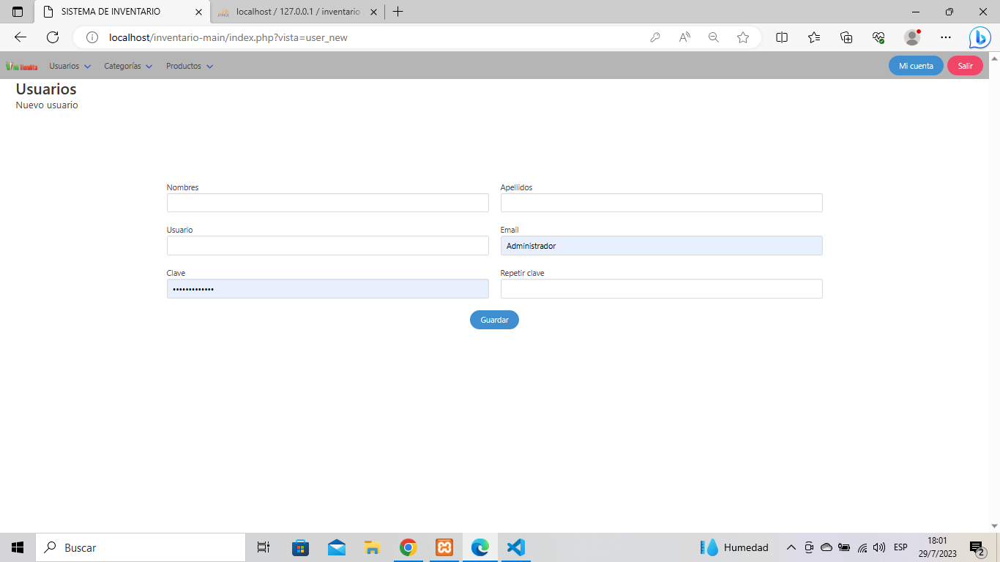 SISTEMA DE INVENTARIO
localhost / 127.0.0.1 / inventario
localhost/inventario-main/index.php?vista=user_new
Tiendita Usuarios Categorías Productos Mi cuenta Salir
Usuarios
Nuevo usuario
Nombres Apellidos
Usuario Email
Administrador
Clave Repetir clave
•••••••••••••
Guardar
Buscar Humedad ESP 18:01
29/7/2023 2